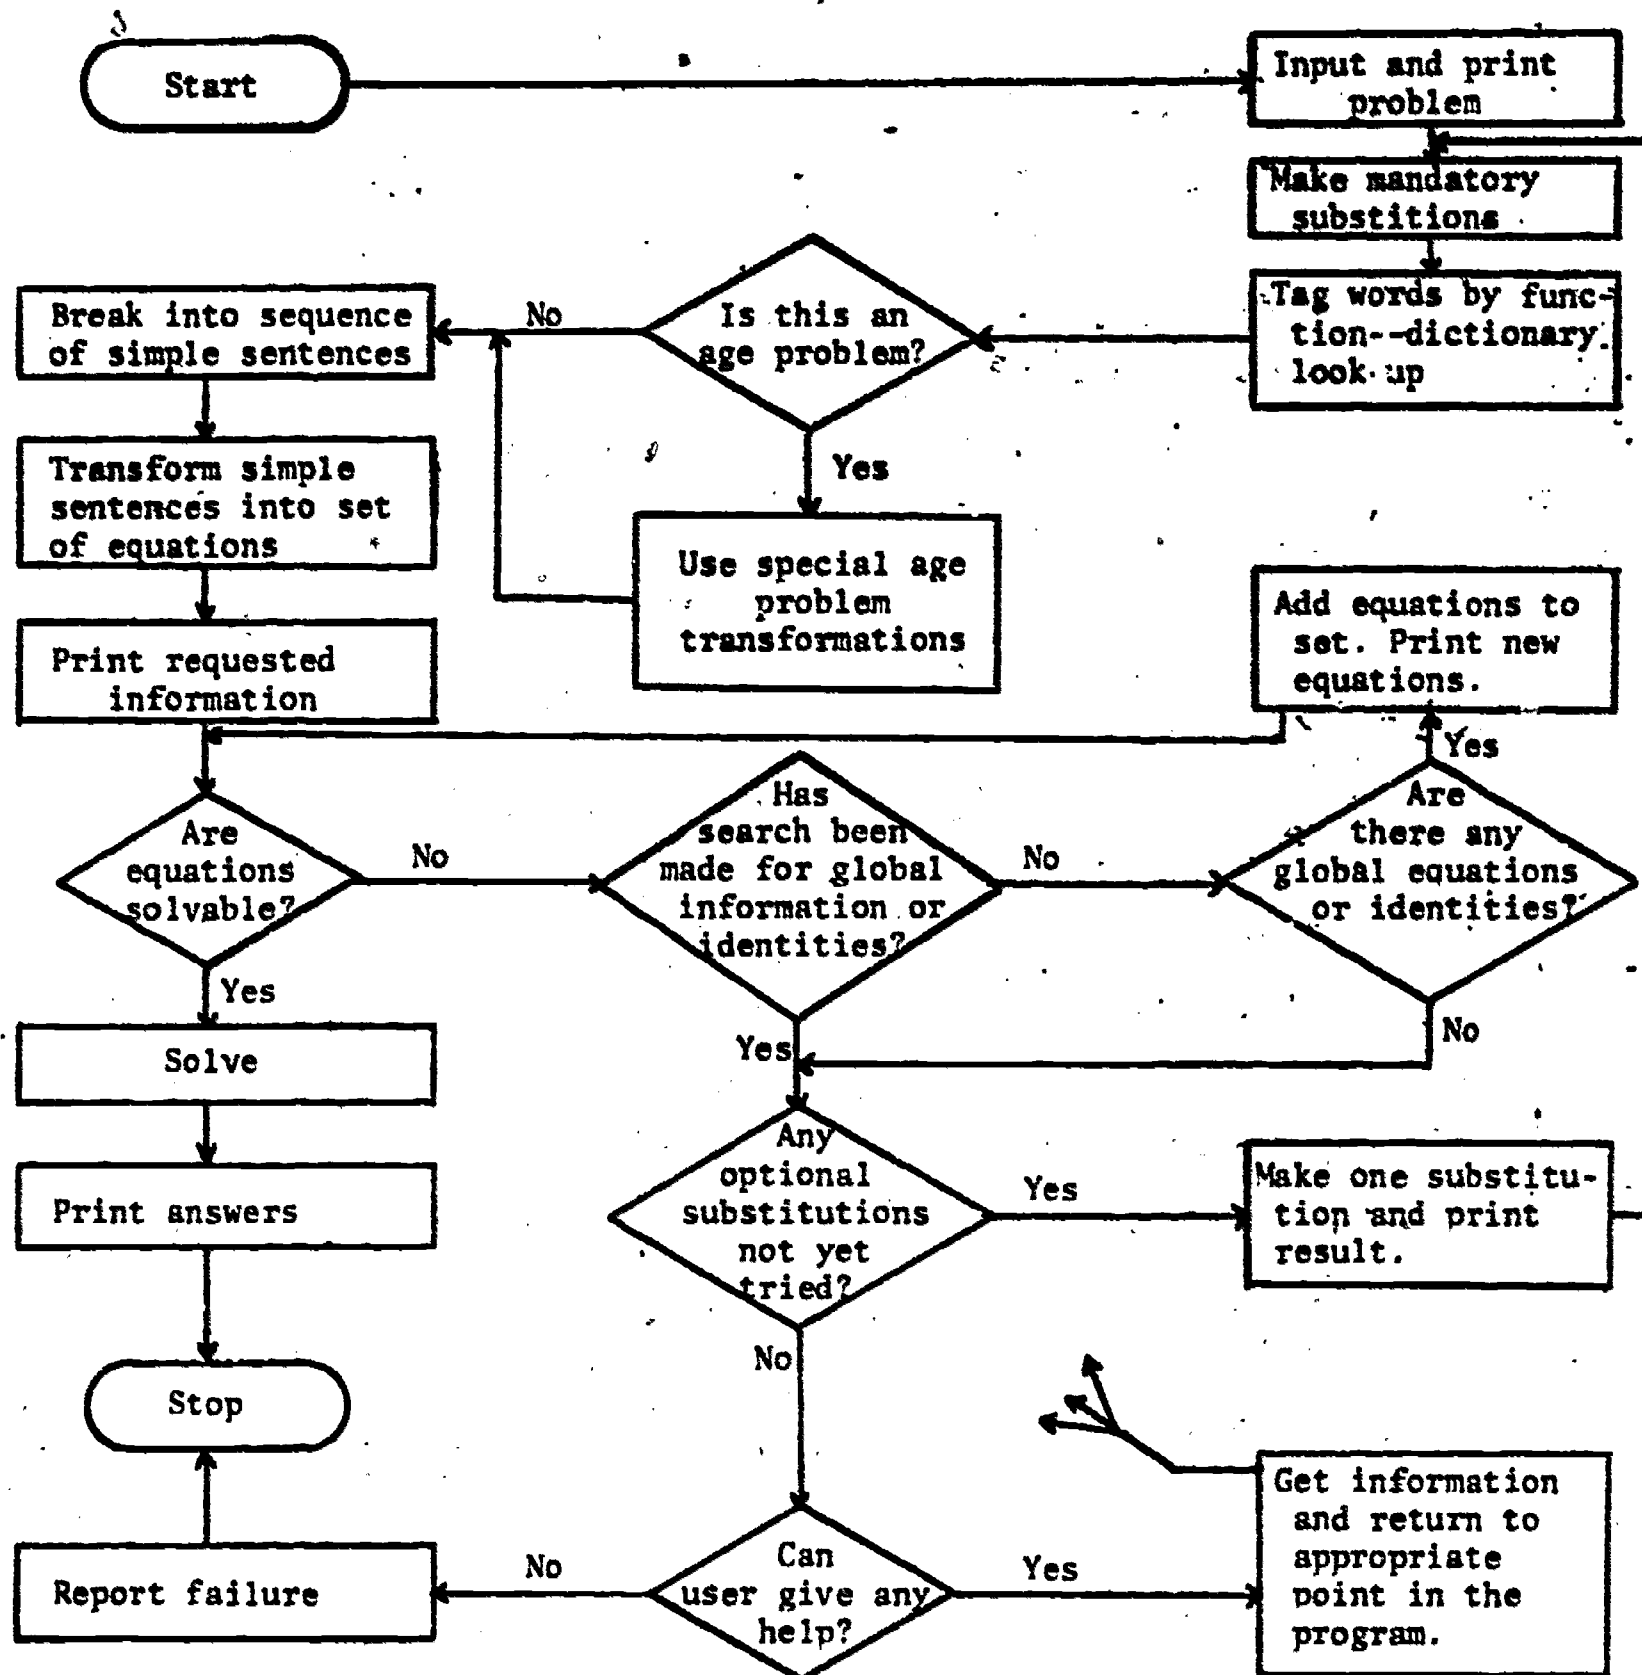 Start
Input and print
problem
Make mandatory
substitions
Tag words by func-
tion--dictionary
look up
Is this an
age problem?
No
Yes
Break into sequence
of simple sentences
Transform simple
sentences into set
of equations
Use special age
problem
transformations
Print requested
information
Add equations to
set. Print new
equations.
Yes
Are
equations
solvable?
No
Yes
Has
search been
made for global
information or
identities?
No
Yes
Are
there any
global equations
or identities?
No
Solve
Print answers
Any
optional
substitutions
not yet
tried?
Yes
No
Make one substitu-
tion and print
result.
Stop
Report failure
No
Can
user give any
help?
Yes
Get information
and return to
appropriate
point in the
program.